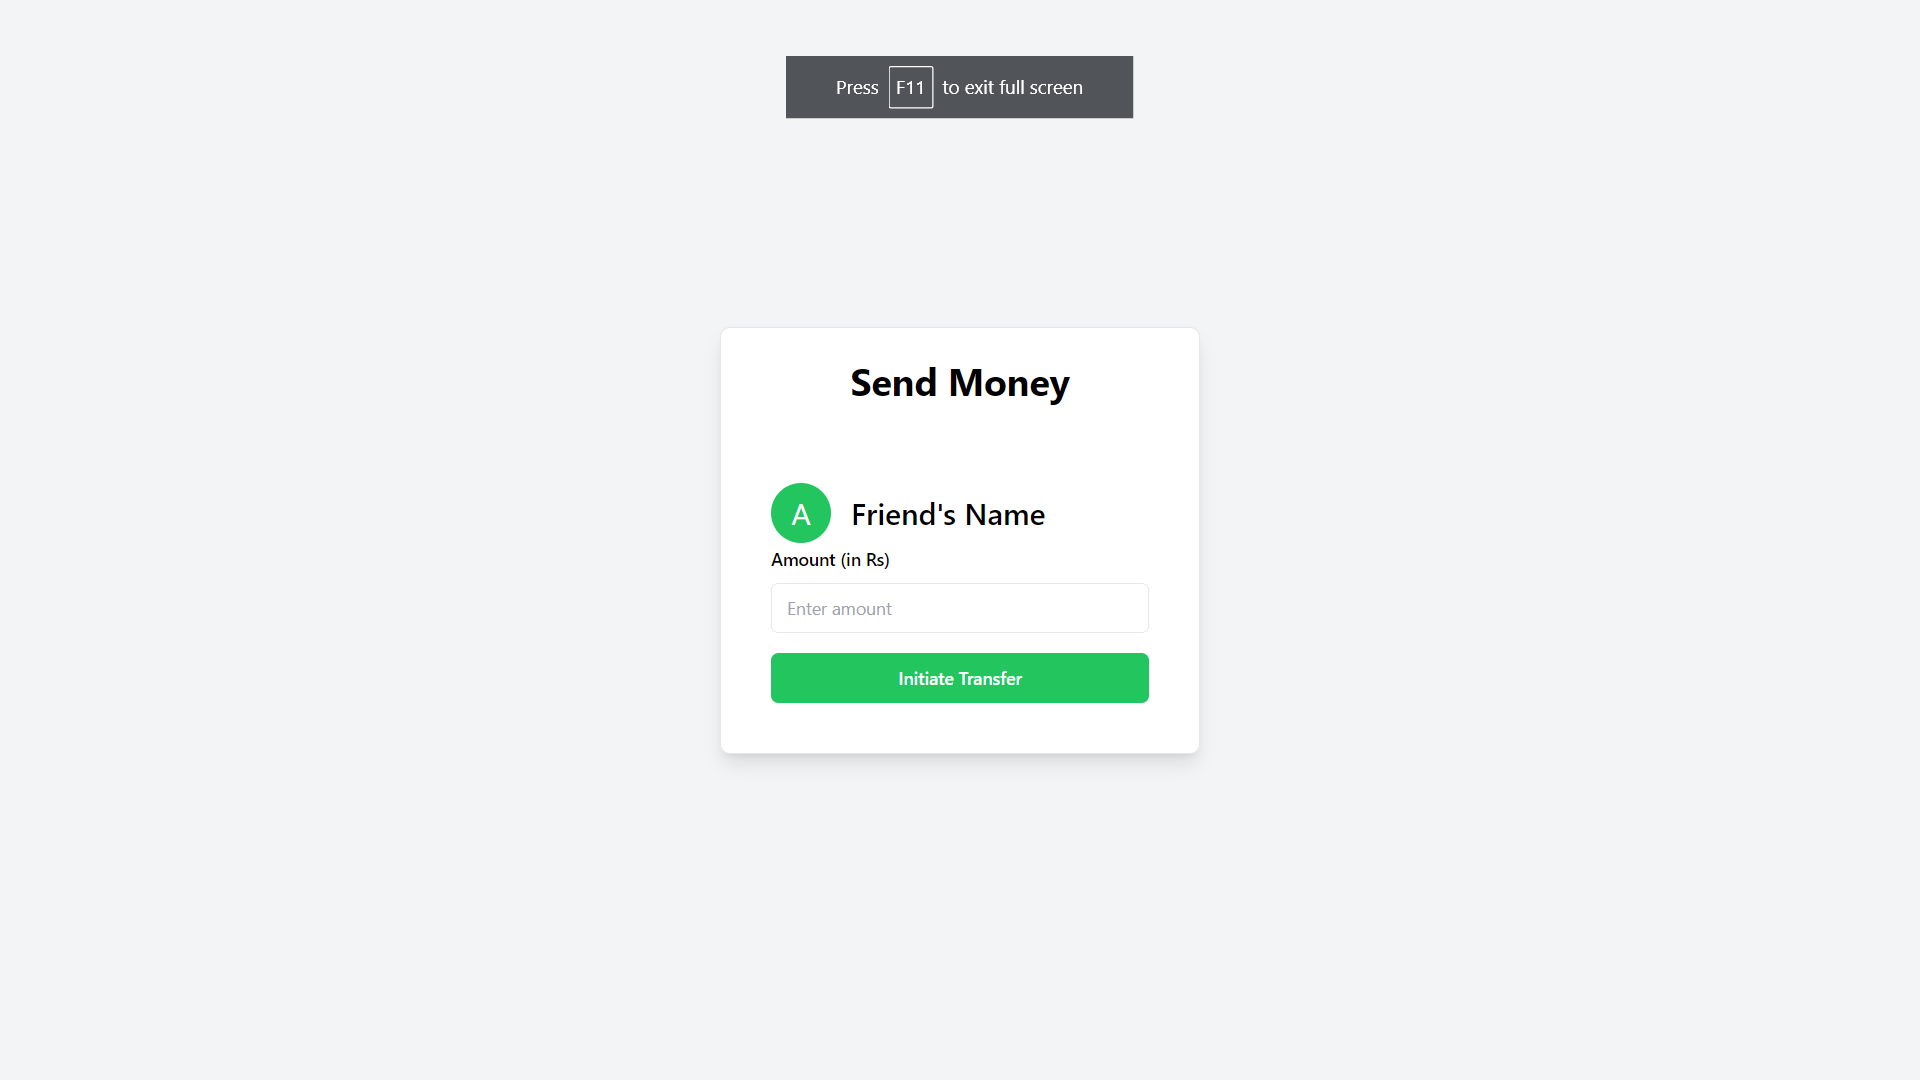 Press F11 to exit full screen
Send Money
A Friend's Name
Amount (in Rs)
Enter amount
Initiate Transfer